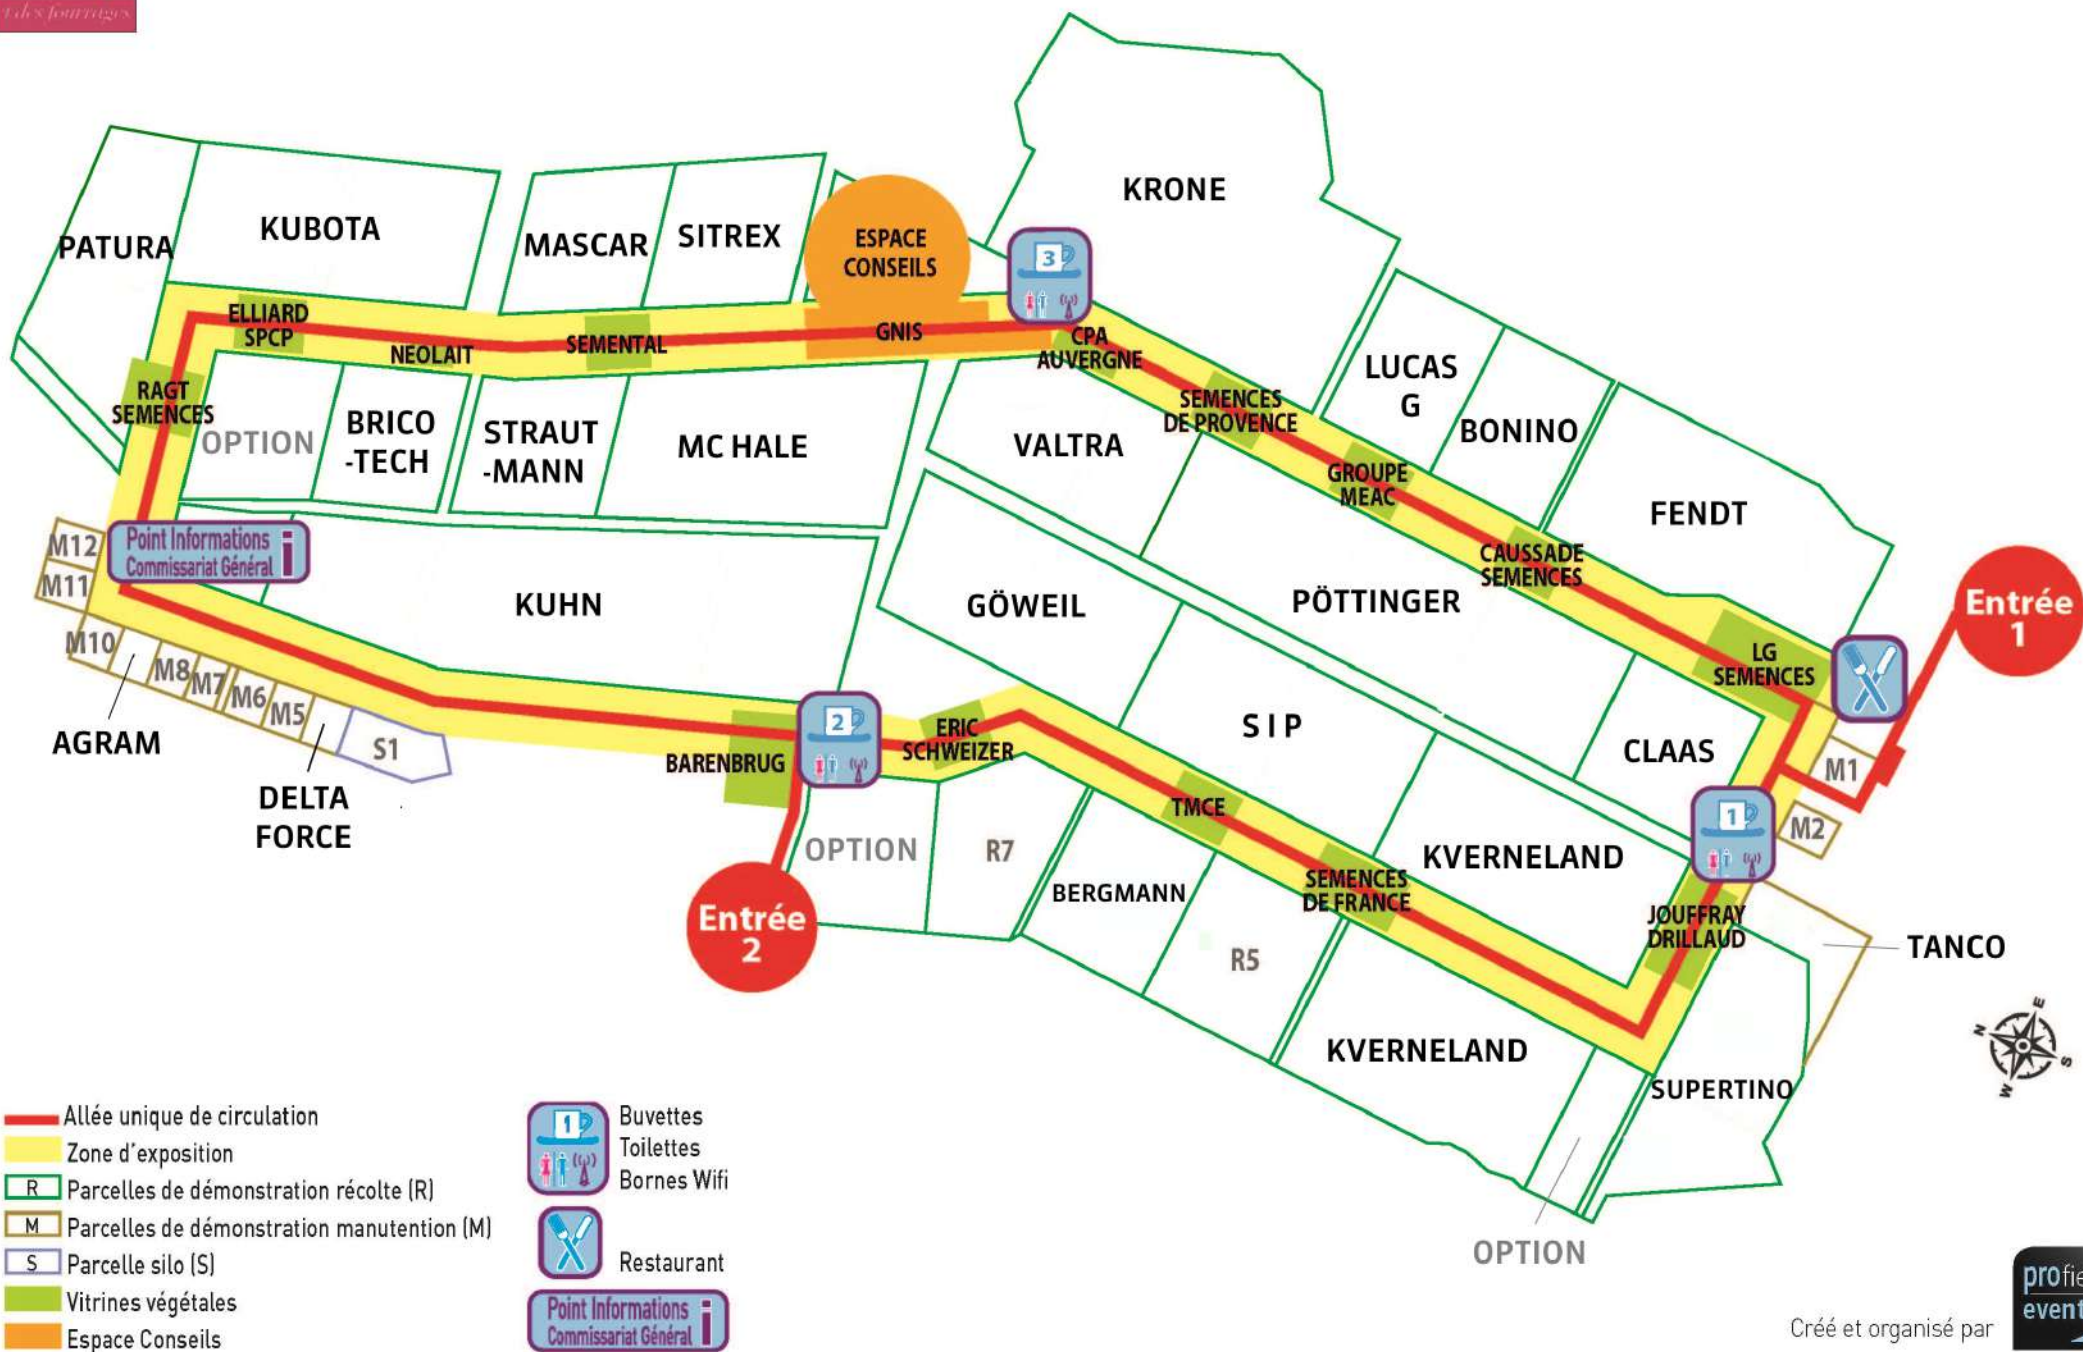 des fourrages
KRONE
PATURA
KUBOTA
MASCAR
SITREX
ESPACE
CONSEILS
3
ELLIARD
SPCP
NEOLAIT
SEMENTAL
GNIS
CPA
AUVERGNE
RAGT
SEMENCES
OPTION
BRICO
-TECH
STRAUT
-MANN
MC HALE
VALTRA
SEMENCES
DE PROVENCE
LUCAS
G
BONINO
GROUPE
MEAC
FENDT
CAUSSADE
SEMENCES
M12
M11
Point Informations
Commissariat Général
i
KUHN
GÖWEIL
PÖTTINGER
Entrée
1
LG
SEMENCES
M10
M8
M7
M6
M5
S1
AGRAM
DELTA
FORCE
BARENBRUG
2
ERIC
SCHWEIZER
SIP
CLAAS
M1
M2
1
TMCE
OPTION
R7
BERGMANN
SEMENCES
DE FRANCE
KVERNELAND
JOUFFRAY
DRILLAUD
TANCO
Entrée
2
R5
KVERNELAND
SUPERTINO
OPTION
N
E
S
W
Allée unique de circulation
Zone d'exposition
R
Parcelles de démonstration récolte (R)
M
Parcelles de démonstration manutention (M)
S
Parcelle silo (S)
Vitrines végétales
Espace Conseils
1
Buvettes
Toilettes
Bornes Wifi
Restaurant
Point Informations
Commissariat Général
i
Créé et organisé par
profie
event